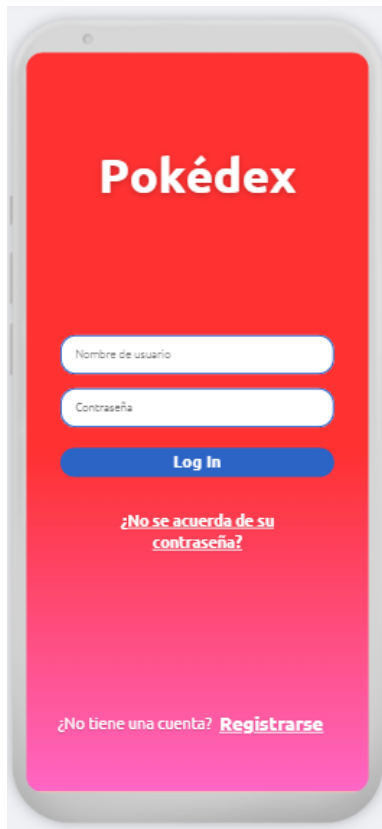 Pokédex
Nombre de usuario
Contraseña
Log In
¿No se acuerda de su
contraseña?
¿No tiene una cuenta? Registrarse